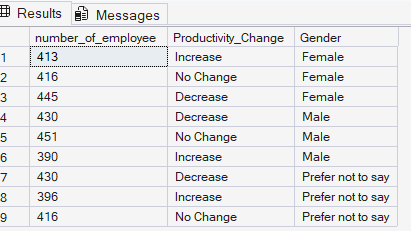 Results Messages
number_of_employee Productivity_Change Gender
1 413 Increase Female
2 416 No Change Female
3 445 Decrease Female
4 430 Decrease Male
5 451 No Change Male
6 390 Increase Male
7 430 Decrease Prefer not to say
8 396 Increase Prefer not to say
9 416 No Change Prefer not to say